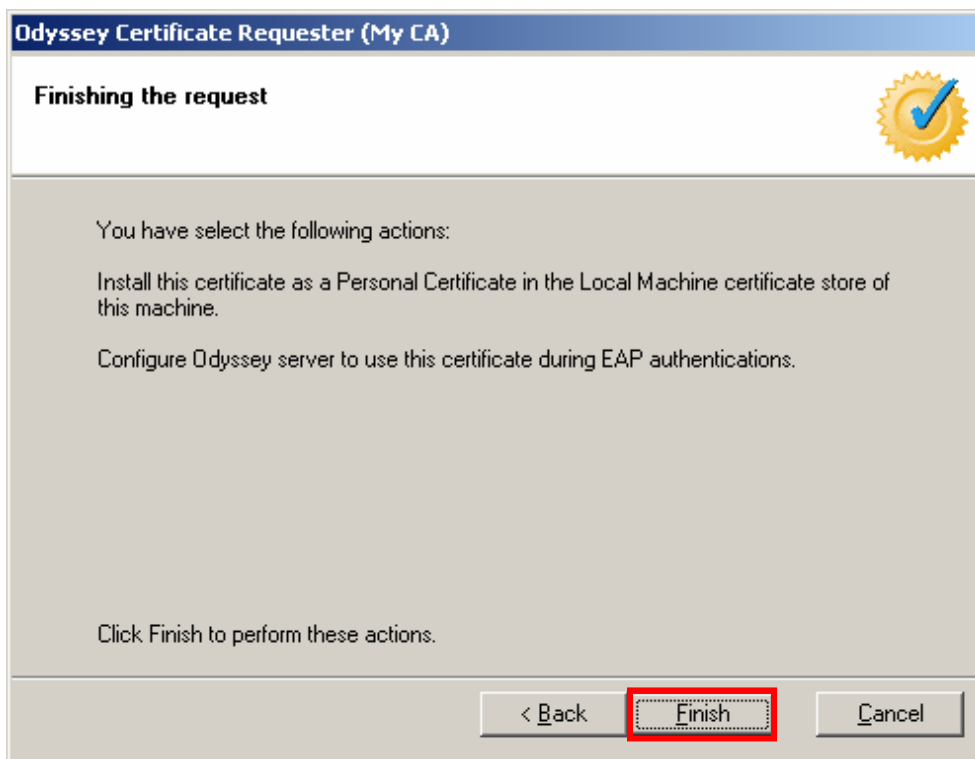 Odyssey Certificate Requester (My CA)
Finishing the request
You have select the following actions:
Install this certificate as a Personal Certificate in the Local Machine certificate store of
this machine.
Configure Odyssey server to use this certificate during EAP authentications.
Click Finish to perform these actions.
< Back Finish Cancel